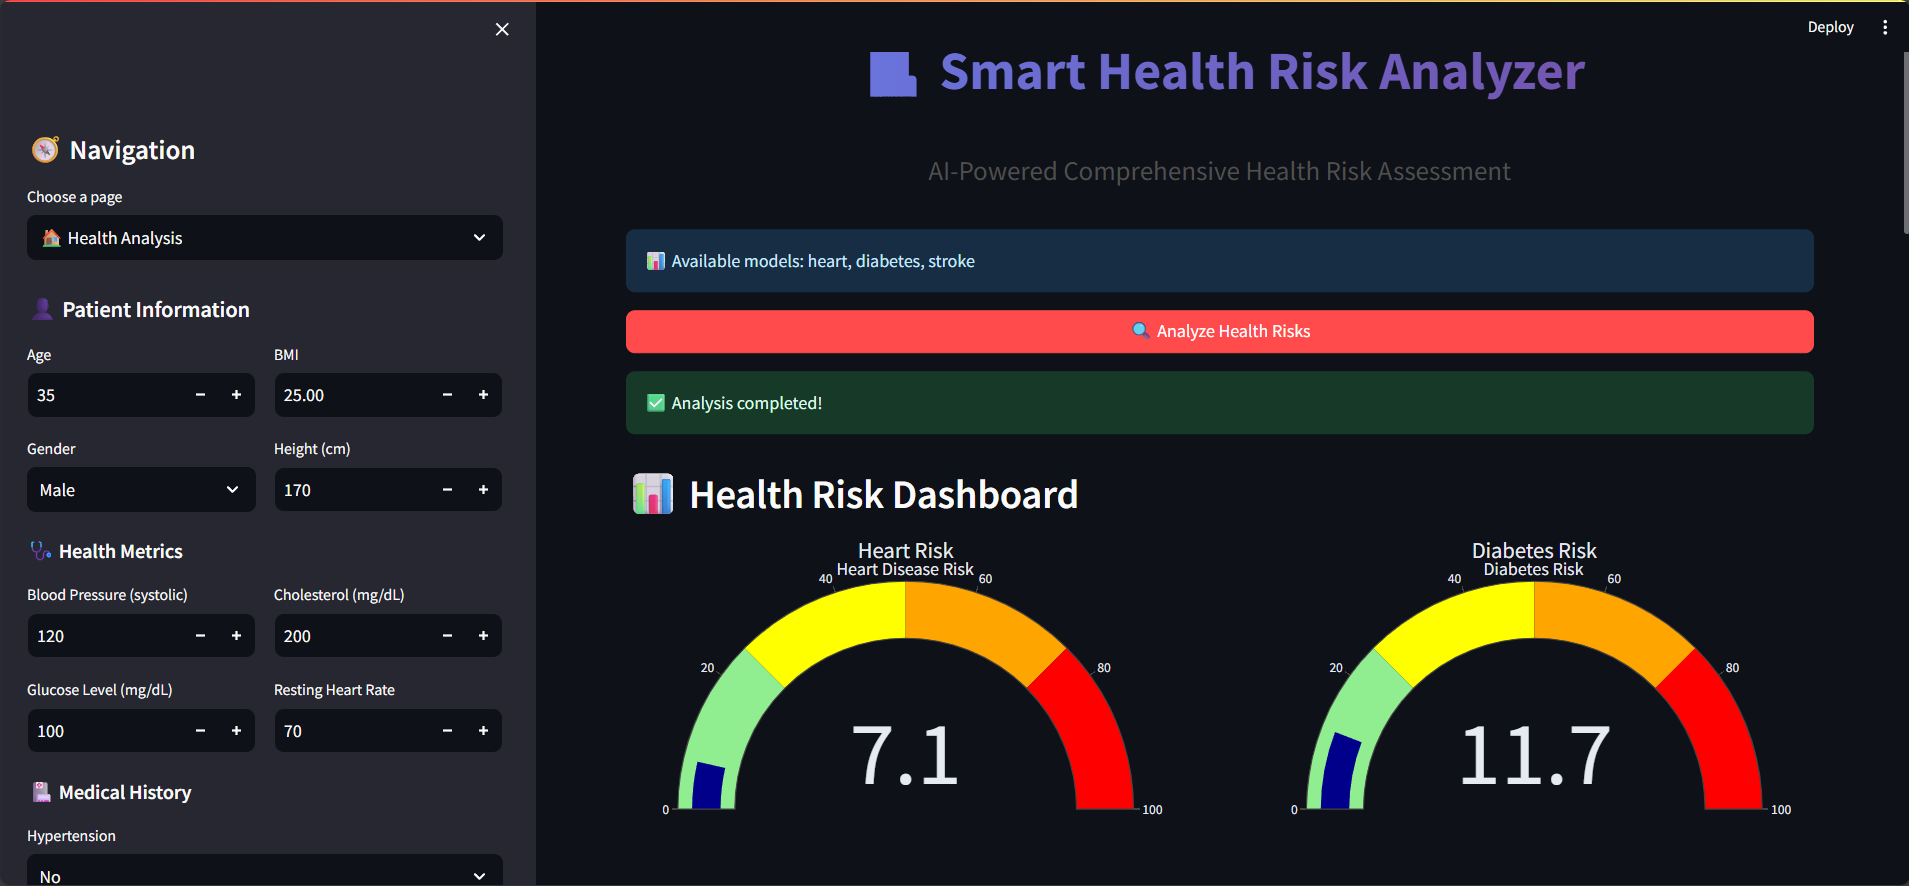 Deploy
Navigation
Choose a page
Health Analysis
Patient Information
Age
BMI
35
25.00
Gender
Height (cm)
Male
170
Health Metrics
Blood Pressure (systolic)
Cholesterol (mg/dL)
120
200
Glucose Level (mg/dL)
Resting Heart Rate
100
70
Medical History
Hypertension
No
Smart Health Risk Analyzer
AI-Powered Comprehensive Health Risk Assessment
Available models: heart, diabetes, stroke
Analyze Health Risks
Analysis completed!
Health Risk Dashboard
Heart Risk
Heart Disease Risk
0
20
40
60
80
100
7.1
Diabetes Risk
Diabetes Risk
0
20
40
60
80
100
11.7